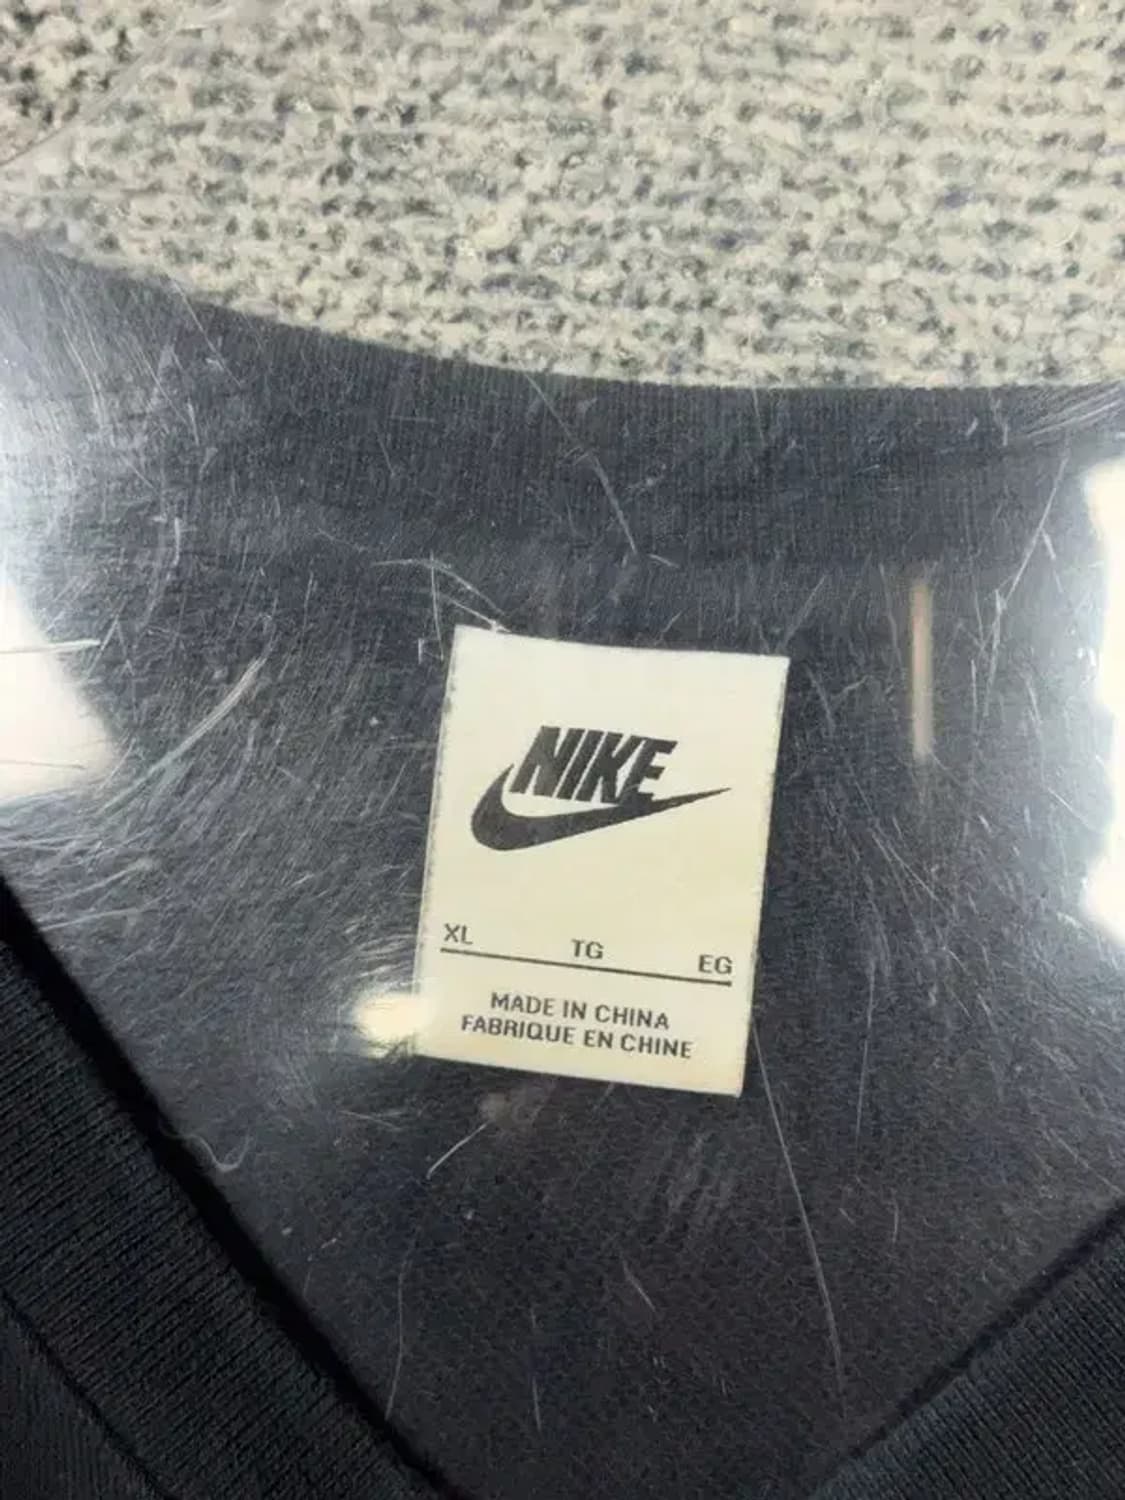 NIKE
XL TG EG
MADE IN CHINA
FABRIQUE EN CHINE